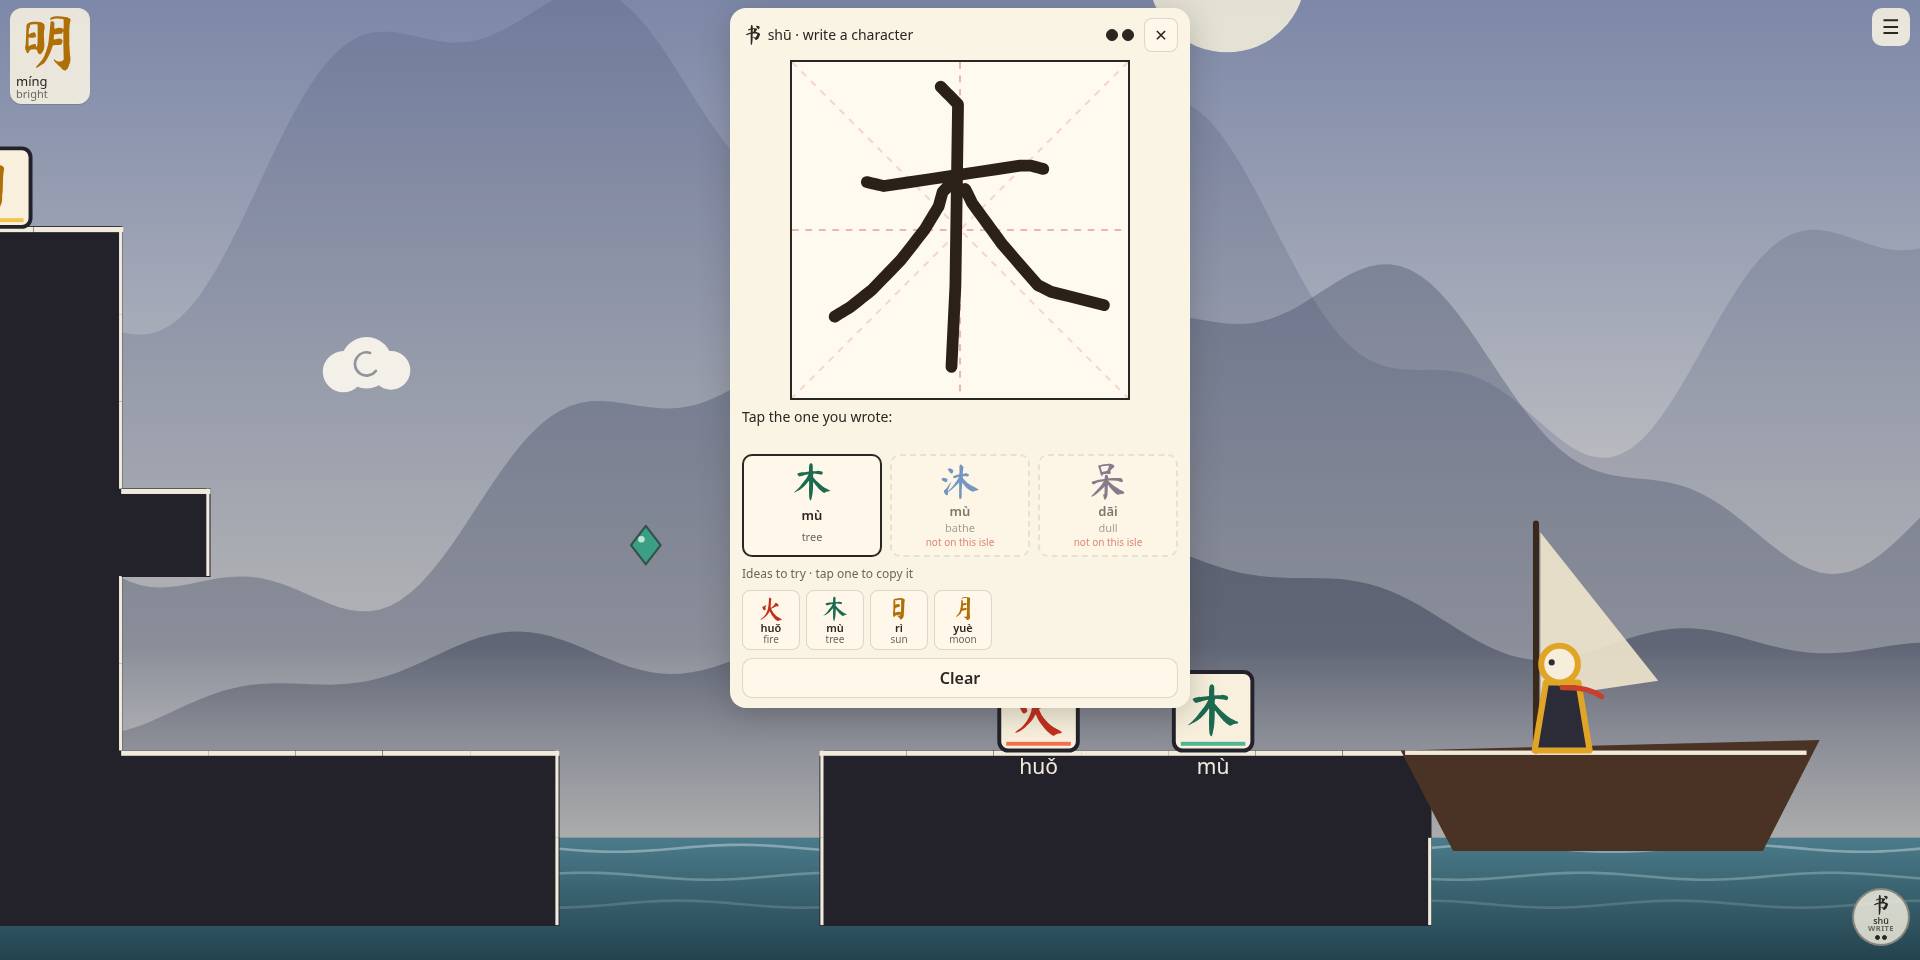 明
míng
bright
书 shū · write a character
木
Tap the one you wrote:
木
mù
tree
沐
mù
bathe
not on this isle
呆
dāi
dull
not on this isle
Ideas to try · tap one to copy it
火
huǒ
fire
木
mù
tree
日
rì
sun
月
yuè
moon
Clear
火
huǒ
木
mù
书
shū
WRITE